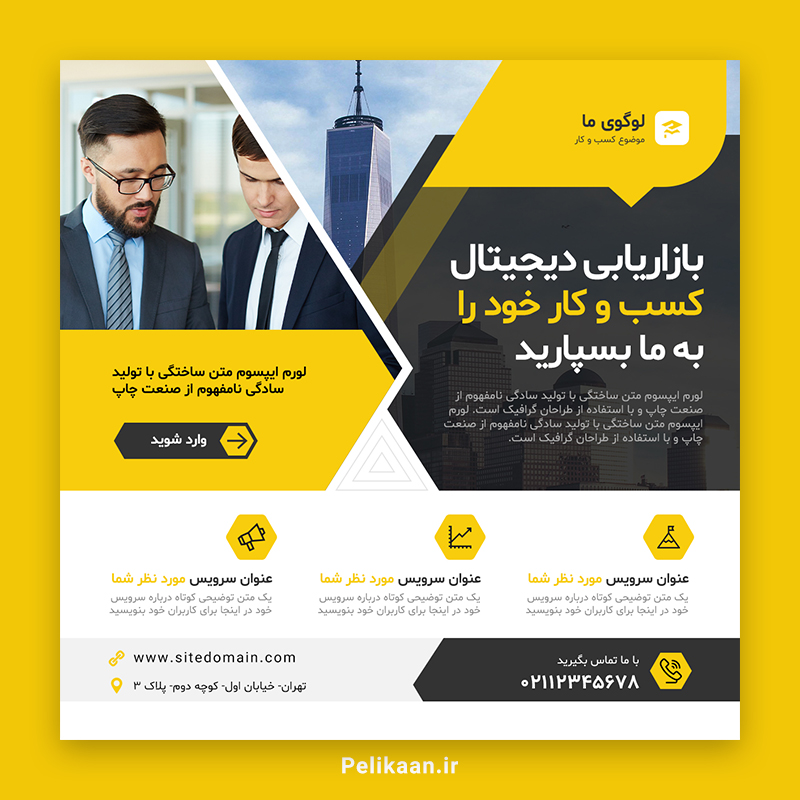 لوگوی ما
موضوع کسب و کار
بازاریابی دیجیتال
کسب و کار خود را
به ما بسپارید
لورم ایپسوم متن ساختگی با تولید سادگی نامفهوم از
صنعت چاپ و با استفاده از طراحان گرافیک است. لورم
ایپسوم متن ساختگی با تولید سادگی نامفهوم از صنعت
چاپ و با استفاده از طراحان گرافیک است.
لورم ایپسوم متن ساختگی با تولید
سادگی نامفهوم از صنعت چاپ
وارد شوید
عنوان سرویس مورد نظر شما
یک متن توضیحی کوتاه درباره سرویس
خود در اینجا برای کاربران خود بنویسید
عنوان سرویس مورد نظر شما
یک متن توضیحی کوتاه درباره سرویس
خود در اینجا برای کاربران خود بنویسید
عنوان سرویس مورد نظر شما
یک متن توضیحی کوتاه درباره سرویس
خود در اینجا برای کاربران خود بنویسید
با ما تماس بگیرید
۰۲۱۱۲۳۴۵۶۷۸
www.sitedomain.com
تهران- خیابان اول- کوچه دوم- پلاک ۳
Pelikaan.ir